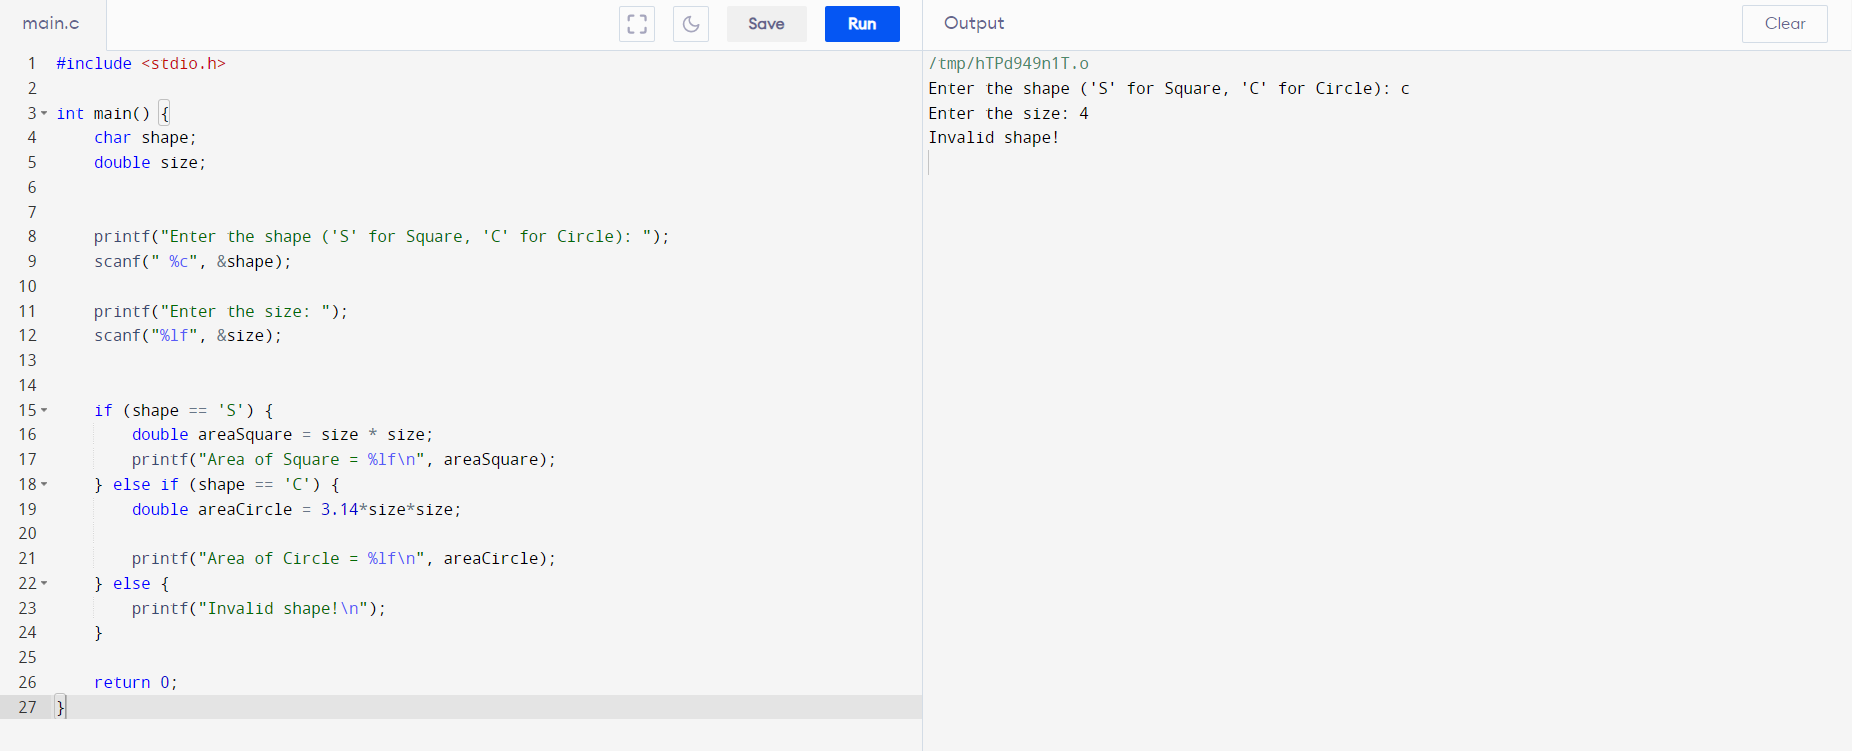 main.c
Save
Run
Output
Clear
1 #include <stdio.h>
2
3 int main() {
4     char shape;
5     double size;
6
7
8     printf("Enter the shape ('S' for Square, 'C' for Circle): ");
9     scanf(" %c", &shape);
10
11     printf("Enter the size: ");
12     scanf("%lf", &size);
13
14
15     if (shape == 'S') {
16         double areaSquare = size * size;
17         printf("Area of Square = %lf\n", areaSquare);
18     } else if (shape == 'C') {
19         double areaCircle = 3.14*size*size;
20
21         printf("Area of Circle = %lf\n", areaCircle);
22     } else {
23         printf("Invalid shape!\n");
24     }
25
26     return 0;
27 }
/tmp/hTPd949n1T.o
Enter the shape ('S' for Square, 'C' for Circle): c
Enter the size: 4
Invalid shape!